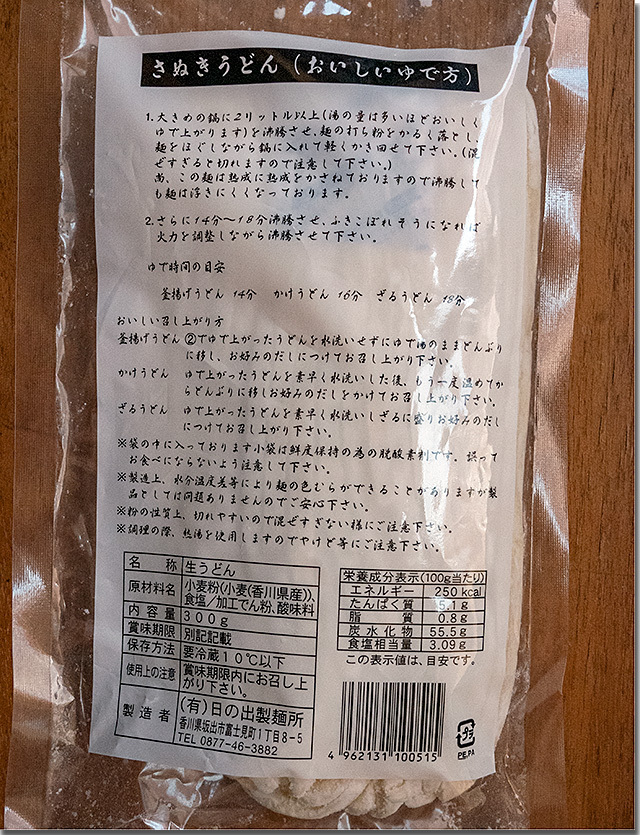 さぬきうどん(おいしいゆで方)
1.大きめの鍋に2リットル以上(湯の量は多いほどおいしく
ゆで上がります)を沸騰させ、麺の打ち粉をかるく落とし、
麺をほぐしながら鍋に入れて軽くかき回せて下さい。(混
ぜすぎると切れますので注意して下さい。)
尚、この麺は熟成に熟成をかさねておりますので沸騰して
も麺は浮きにくくなっております。
2.さらに14分~18分沸騰させ、ふきこぼれそうになれば
火力を調整しながら沸騰させて下さい。
ゆで時間の目安
釜揚げうどん 14分 かけうどん 16分 ざるうどん 18分
おいしい召し上がり方
釜揚げうどん ②でゆで上がったうどんを水洗いせずにゆで湯のままどんぶり
に移し、お好みのだしにつけてお召し上がり下さい。
かけうどん ゆで上がったうどんを素早く水洗いした後、もう一度温めてか
らどんぶりに移しお好みのだしをかけてお召し上がり下さい。
ざるうどん ゆで上がったうどんを素早く水洗いしざるに盛りお好みのだし
につけてお召し上がり下さい。
※袋の中に入っております小袋は鮮度保持の為の脱酸素剤です。誤って
お食べにならないよう注意して下さい。
※製造上、水分温度差等により麺の色むらができることがありますが製
品としては問題ありませんのでご安心下さい。
※粉の性質上、切れやすいので混ぜすぎない様にご注意下さい。
※調理の際、熱湯を使用しますのでやけど等にご注意下さい。
名称 生うどん
原材料名 小麦粉(小麦(香川県産))、
食塩/加工でん粉、酸味料
内容量 300g
賞味期限 別記記載
保存方法 要冷蔵10℃以下
使用上の注意 賞味期限内にお召し上
がり下さい。
製造者 (有)日の出製麺所
香川県坂出市富士見町1丁目8-5
TEL 0877-46-3882
栄養成分表示(100g当たり)
エネルギー 250kcal
たんぱく質 5.1g
脂質 0.8g
炭水化物 55.5g
食塩相当量 3.09g
この表示値は、目安です。
4 962131 100515
プラ
PE,PA